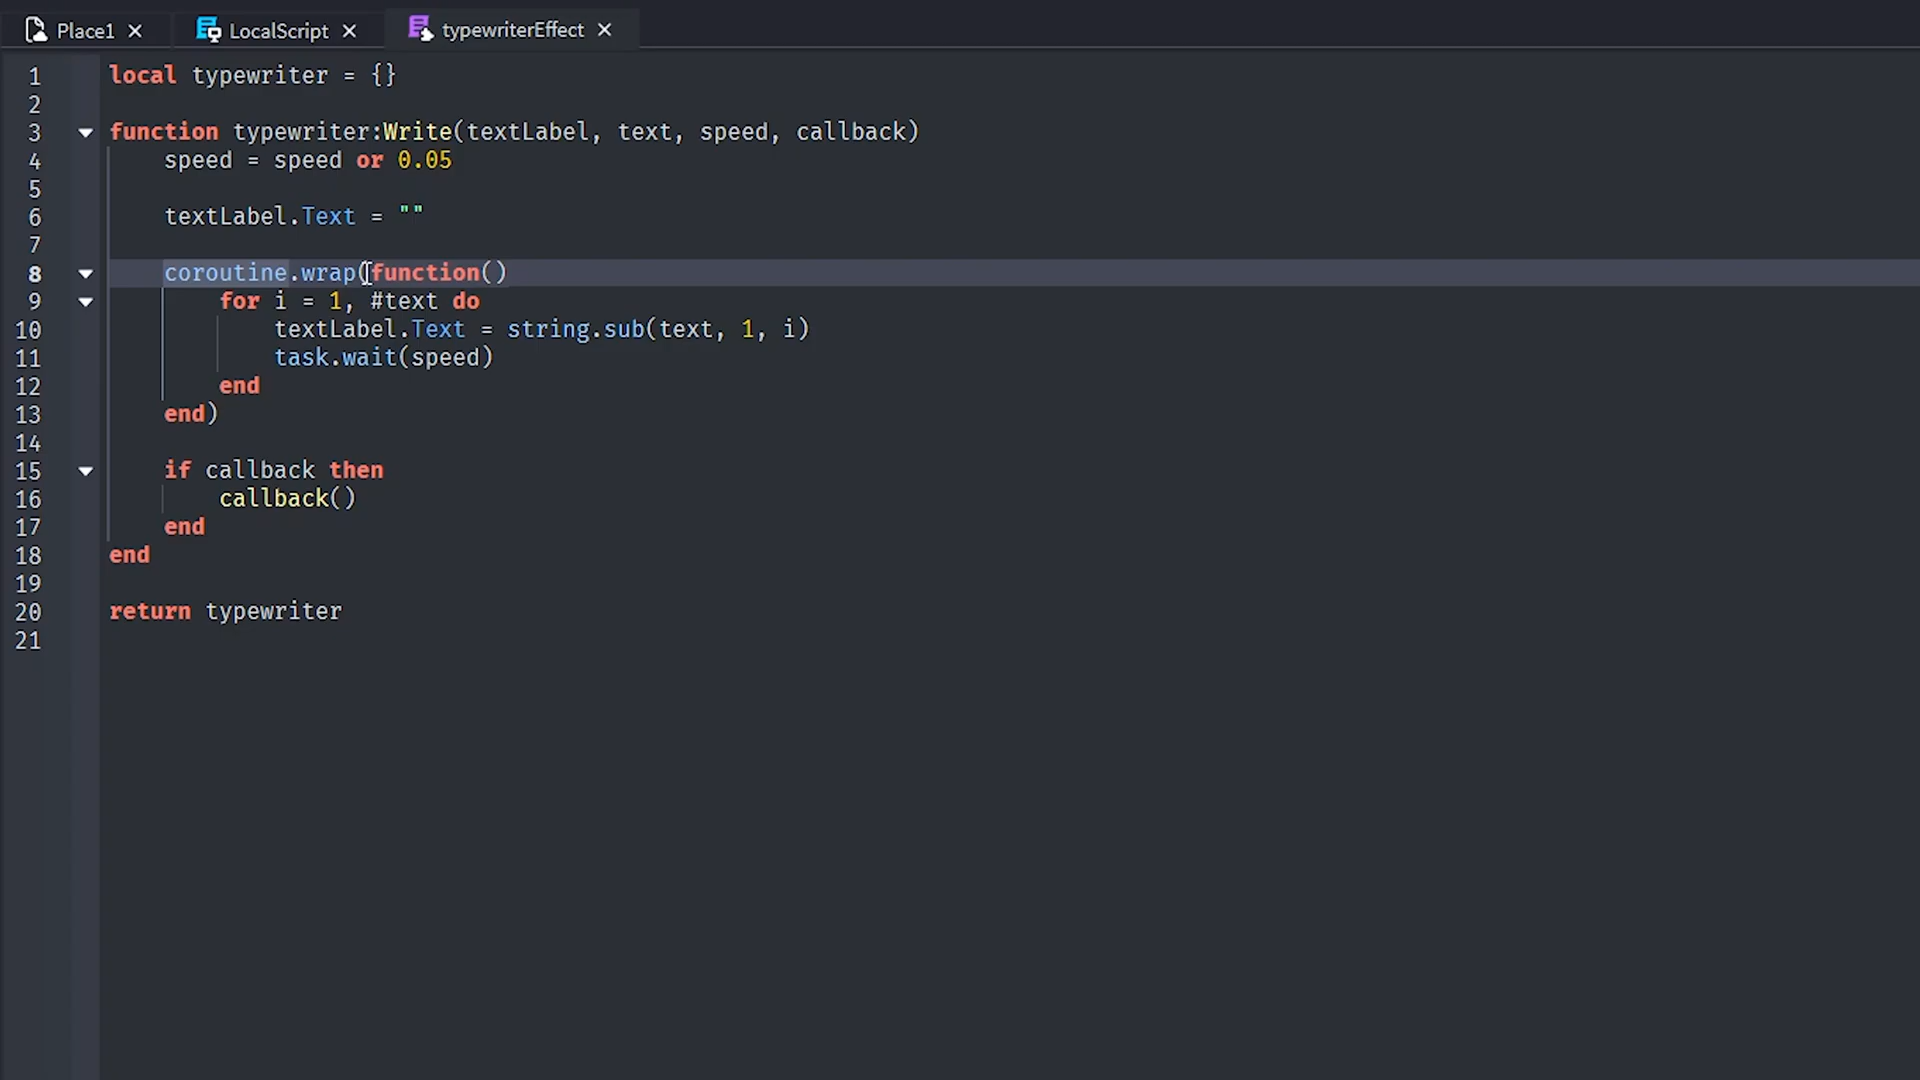 Place1 LocalScript typewriterEffect
1 local typewriter = {}
2
3 function typewriter:Write(textLabel, text, speed, callback)
4 speed = speed or 0.05
5
6 textLabel.Text = ""
7
8 coroutine.wrap(function()
9 for i = 1, #text do
10 textLabel.Text = string.sub(text, 1, i)
11 task.wait(speed)
12 end
13 end)
14
15 if callback then
16 callback()
17 end
18 end
19
20 return typewriter
21